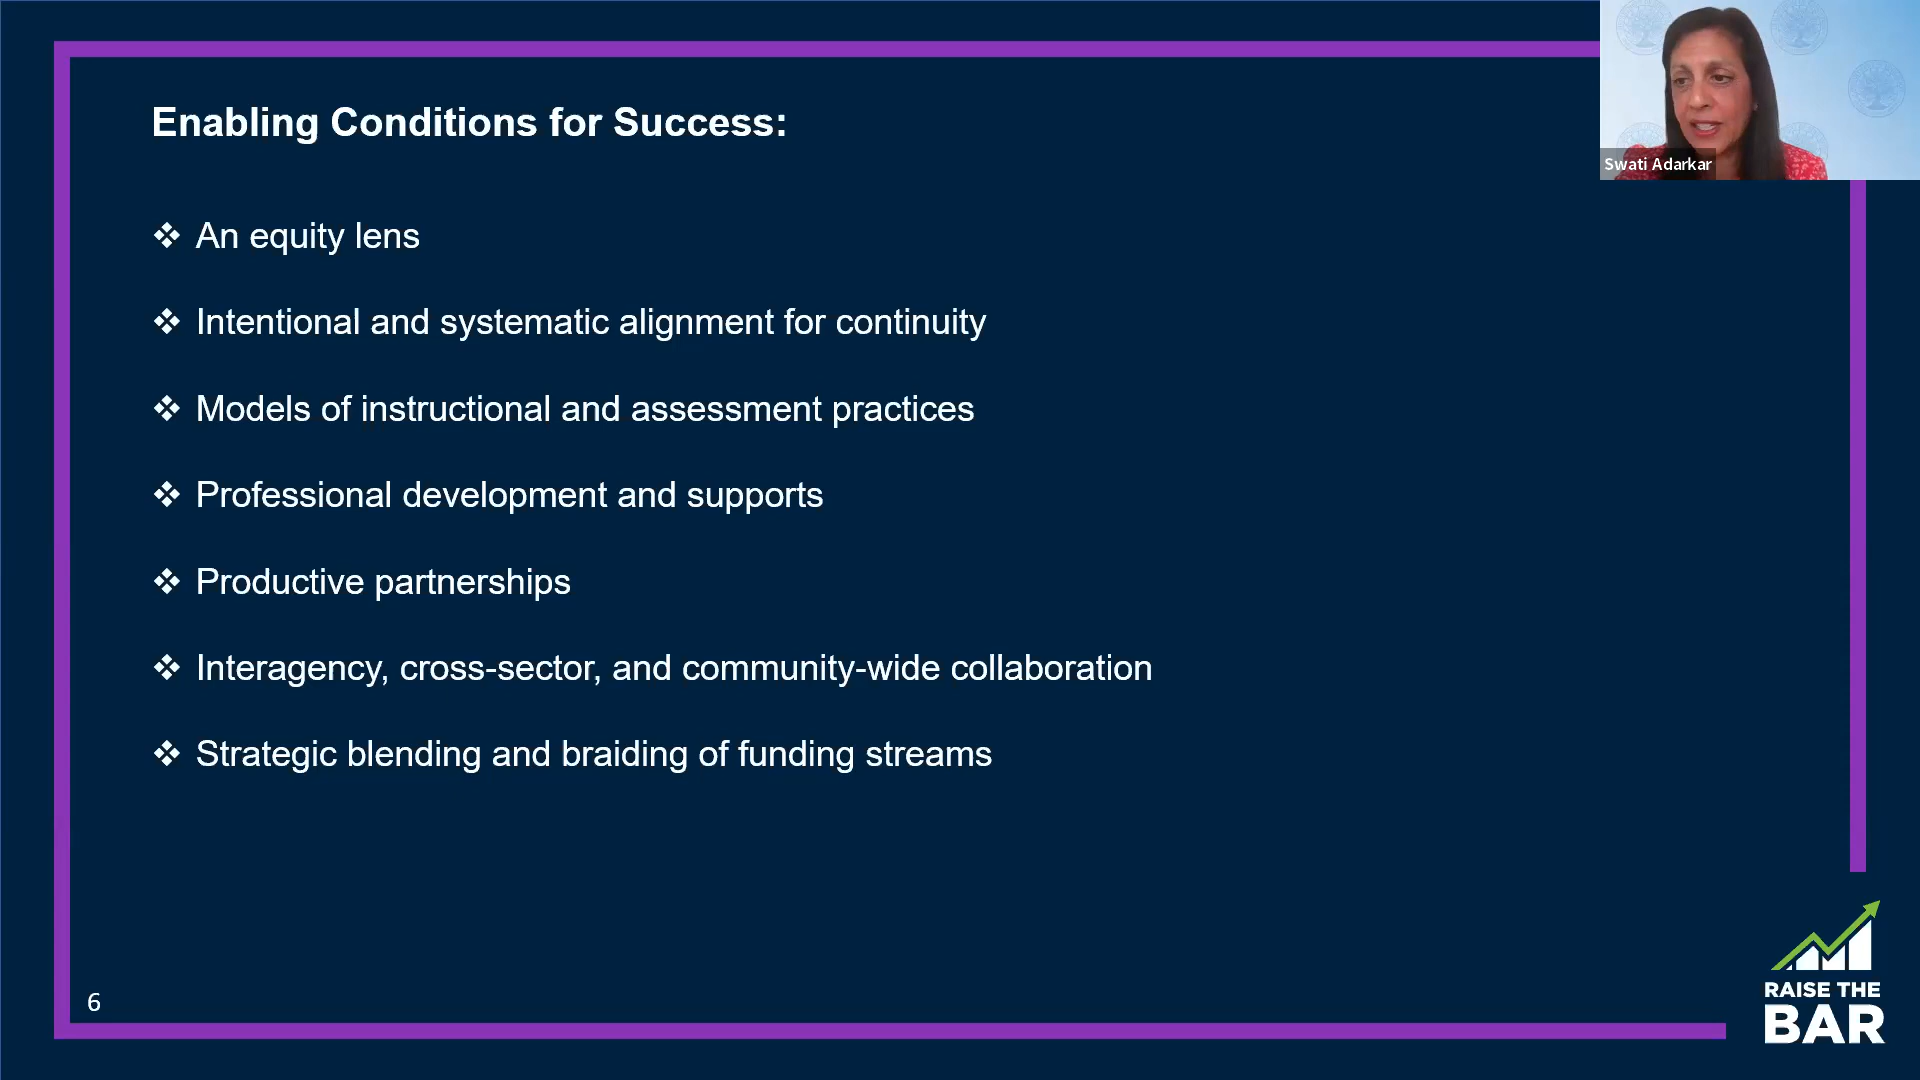 Enabling Conditions for Success:
Swati Adarkar
❖ An equity lens
❖ Intentional and systematic alignment for continuity
❖ Models of instructional and assessment practices
❖ Professional development and supports
❖ Productive partnerships
❖ Interagency, cross-sector, and community-wide collaboration
❖ Strategic blending and braiding of funding streams
6
RAISE THE
BAR